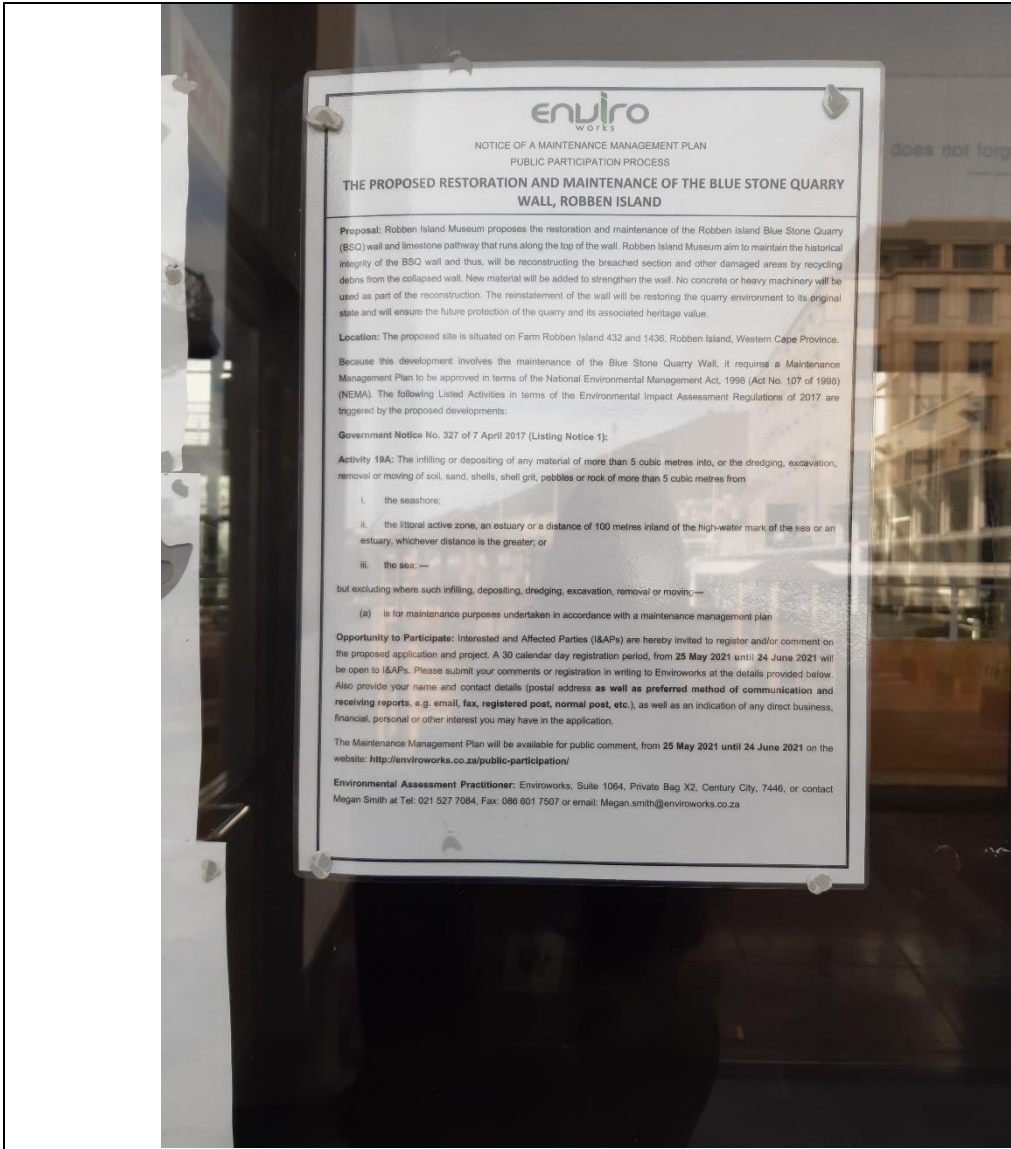 enviro
works
NOTICE OF A MAINTENANCE MANAGEMENT PLAN
PUBLIC PARTICIPATION PROCESS
THE PROPOSED RESTORATION AND MAINTENANCE OF THE BLUE STONE QUARRY
WALL, ROBBEN ISLAND
Proposal: Robben Island Museum proposes the restoration and maintenance of the Robben Island Blue Stone Quarry
(BSQ) wall and limestone pathway that runs along the top of the wall. Robben Island Museum aim to maintain the historical
integrity of the BSQ wall and thus, will be reconstructing the breached section and other damaged areas by recycling
debris from the collapsed wall. New material will be added to strengthen the wall. No concrete or heavy machinery will be
used as part of the reconstruction. The reinstatement of the wall will be restoring the quarry environment to its original
state and will ensure the future protection of the quarry and its associated heritage value.
Location: The proposed site is situated on Farm Robben Island 432 and 1436, Robben Island, Western Cape Province.
Because this development involves the maintenance of the Blue Stone Quarry Wall, it requires a Maintenance
Management Plan to be approved in terms of the National Environmental Management Act, 1998 (Act No. 107 of 1998)
(NEMA). The following Listed Activities in terms of the Environmental Impact Assessment Regulations of 2017 are
triggered by the proposed developments:
Government Notice No. 327 of 7 April 2017 (Listing Notice 1):
Activity 19A: The infilling or depositing of any material of more than 5 cubic metres into, or the dredging, excavation,
removal or moving of soil, sand, shells, shell grit, pebbles or rock of more than 5 cubic metres from
i. the seashore;
ii. the littoral active zone, an estuary or a distance of 100 metres inland of the high-water mark of the sea or an
estuary, whichever distance is the greater; or
iii. the sea; —
but excluding where such infilling, depositing, dredging, excavation, removal or moving—
(a) is for maintenance purposes undertaken in accordance with a maintenance management plan
Opportunity to Participate: Interested and Affected Parties (I&APs) are hereby invited to register and/or comment on
the proposed application and project. A 30 calendar day registration period, from 25 May 2021 until 24 June 2021 will
be open to I&APs. Please submit your comments or registration in writing to Enviroworks at the details provided below.
Also provide your name and contact details (postal address as well as preferred method of communication and
receiving reports, e.g. email, fax, registered post, normal post, etc.), as well as an indication of any direct business,
financial, personal or other interest you may have in the application.
The Maintenance Management Plan will be available for public comment, from 25 May 2021 until 24 June 2021 on the
website: http://enviroworks.co.za/public-participation/
Environmental Assessment Practitioner: Enviroworks, Suite 1064, Private Bag X2, Century City, 7446, or contact
Megan Smith at Tel: 021 527 7084, Fax: 086 601 7507 or email: Megan.smith@enviroworks.co.za
does not forg